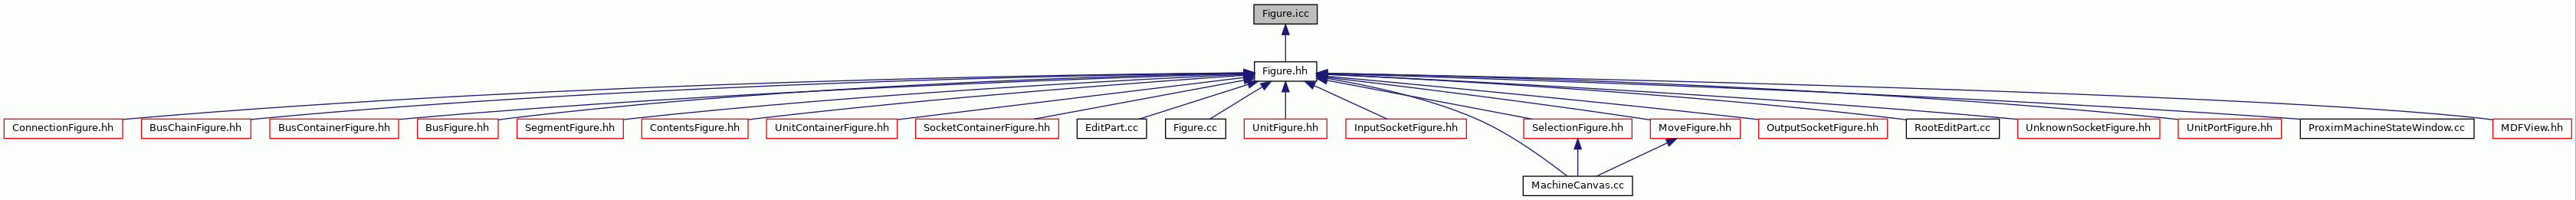 Figure.icc
Figure.hh
ConnectionFigure.hh
BusChainFigure.hh
BusContainerFigure.hh
BusFigure.hh
SegmentFigure.hh
ContentsFigure.hh
UnitContainerFigure.hh
SocketContainerFigure.hh
EditPart.cc
Figure.cc
UnitFigure.hh
InputSocketFigure.hh
SelectionFigure.hh
MoveFigure.hh
OutputSocketFigure.hh
RootEditPart.cc
UnknownSocketFigure.hh
UnitPortFigure.hh
ProximMachineStateWindow.cc
MDFView.hh
MachineCanvas.cc